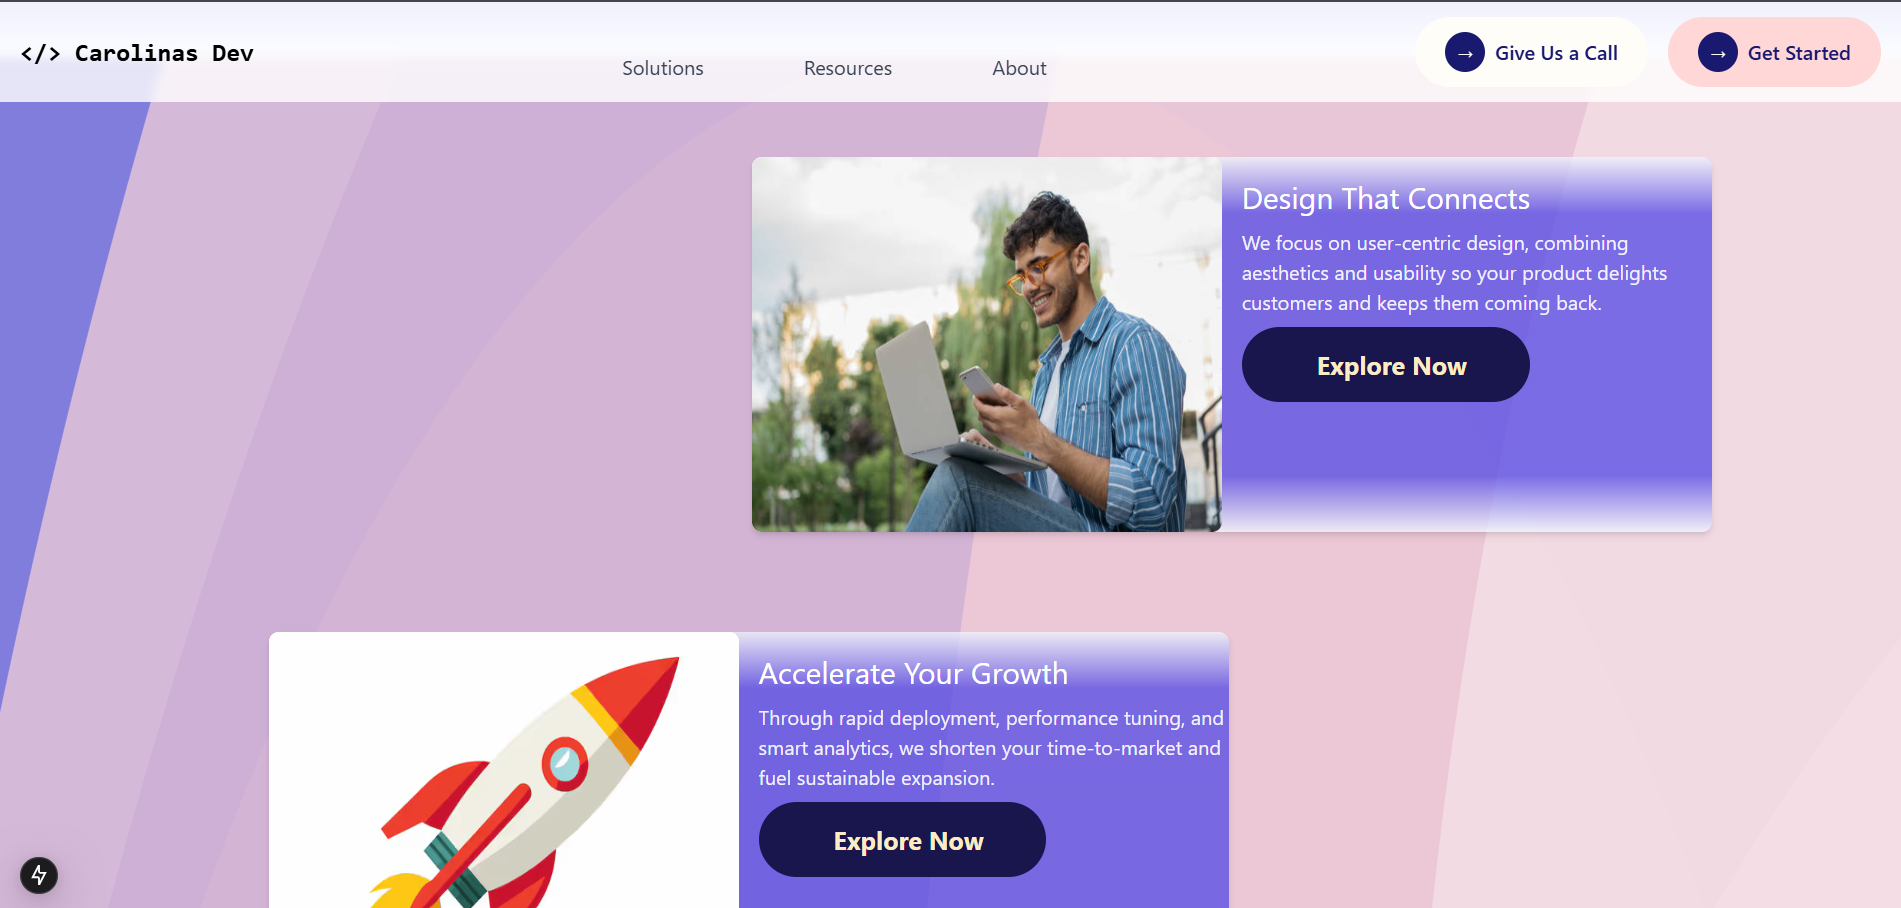 </> Carolinas Dev
Solutions
Resources
About
→ Give Us a Call
→ Get Started
Design That Connects
We focus on user-centric design, combining
aesthetics and usability so your product delights
customers and keeps them coming back.
Explore Now
Accelerate Your Growth
Through rapid deployment, performance tuning, and
smart analytics, we shorten your time-to-market and
fuel sustainable expansion.
Explore Now